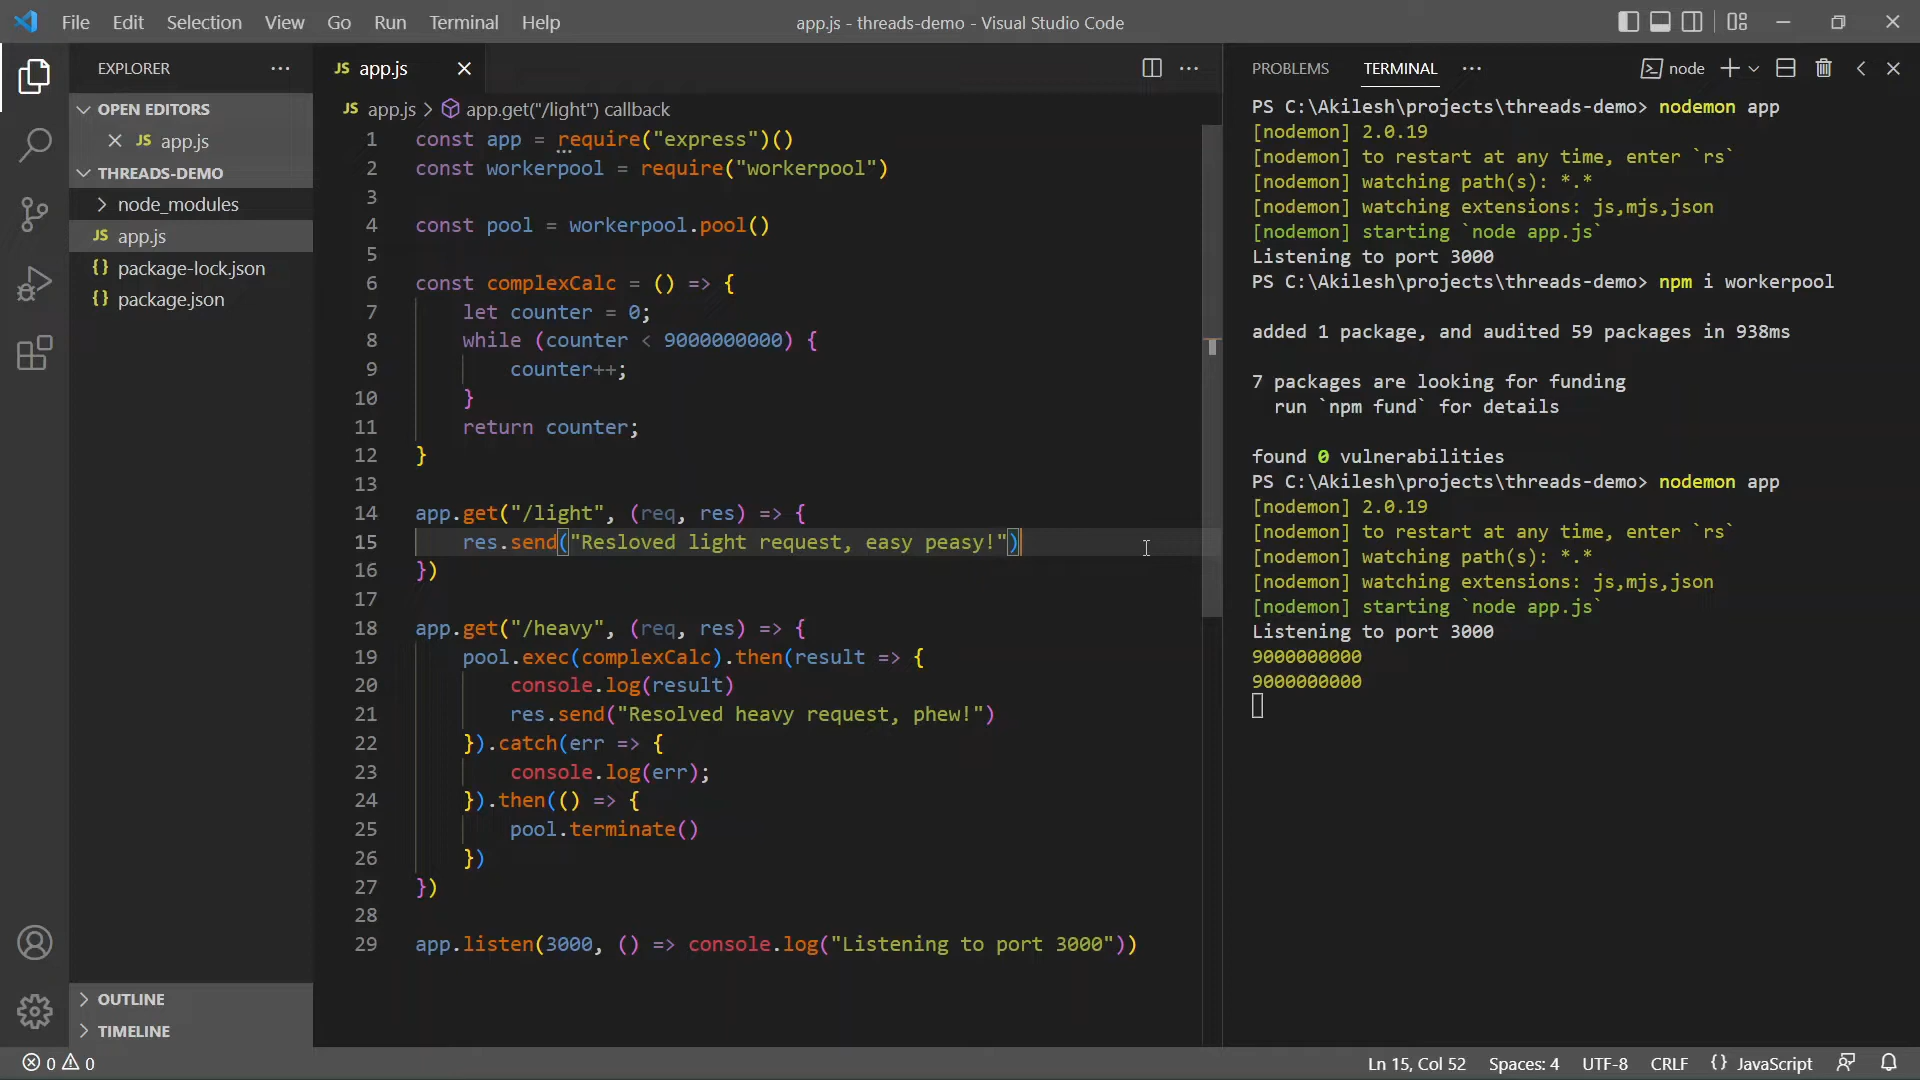 File Edit Selection View Go Run Terminal Help
app.js - threads-demo - Visual Studio Code
EXPLORER
OPEN EDITORS
JS app.js
THREADS-DEMO
node_modules
JS app.js
{} package-lock.json
{} package.json
OUTLINE
TIMELINE
JS app.js
JS app.js > app.get("/light") callback
1 const app = require("express")()
2 const workerpool = require("workerpool")
3
4 const pool = workerpool.pool()
5
6 const complexCalc = () => {
7 let counter = 0;
8 while (counter < 9000000000) {
9 counter++;
10 }
11 return counter;
12 }
13
14 app.get("/light", (req, res) => {
15 res.send("Resloved light request, easy peasy!")
16 })
17
18 app.get("/heavy", (req, res) => {
19 pool.exec(complexCalc).then(result => {
20 console.log(result)
21 res.send("Resolved heavy request, phew!")
22 }).catch(err => {
23 console.log(err);
24 }).then(() => {
25 pool.terminate()
26 })
27 })
28
29 app.listen(3000, () => console.log("Listening to port 3000"))
PROBLEMS TERMINAL
node
PS C:\Akilesh\projects\threads-demo> nodemon app
[nodemon] 2.0.19
[nodemon] to restart at any time, enter `rs`
[nodemon] watching path(s): *.*
[nodemon] watching extensions: js,mjs,json
[nodemon] starting `node app.js`
Listening to port 3000
PS C:\Akilesh\projects\threads-demo> npm i workerpool
added 1 package, and audited 59 packages in 938ms
7 packages are looking for funding
run `npm fund` for details
found 0 vulnerabilities
PS C:\Akilesh\projects\threads-demo> nodemon app
[nodemon] 2.0.19
[nodemon] to restart at any time, enter `rs`
[nodemon] watching path(s): *.*
[nodemon] watching extensions: js,mjs,json
[nodemon] starting `node app.js`
Listening to port 3000
9000000000
9000000000
0 0
Ln 15, Col 52 Spaces: 4 UTF-8 CRLF {} JavaScript